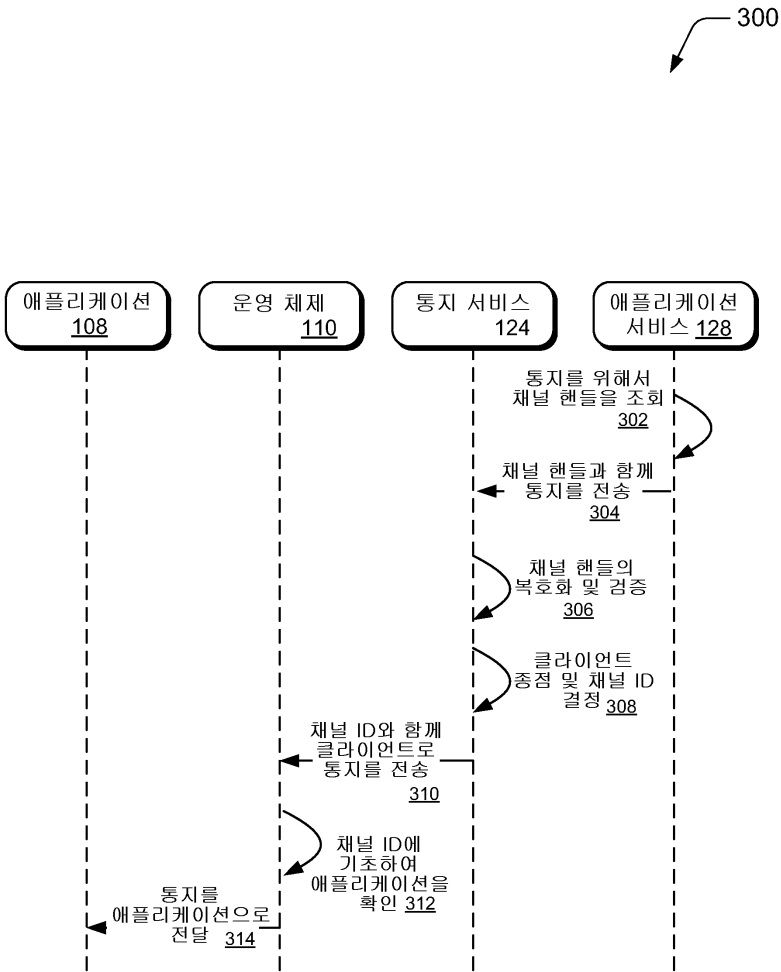 300
애플리케이션
108
운영 체제
110
통지 서비스
124
애플리케이션
서비스 128
통지를 위해서
채널 핸들을 조회
302
채널 핸들과 함께
통지를 전송
304
채널 핸들의
복호화 및 검증
306
클라이언트
종점 및 채널 ID
결정 308
채널 ID와 함께
클라이언트로
통지를 전송
310
채널 ID에
기초하여
애플리케이션을
확인 312
통지를
애플리케이션으로
전달 314